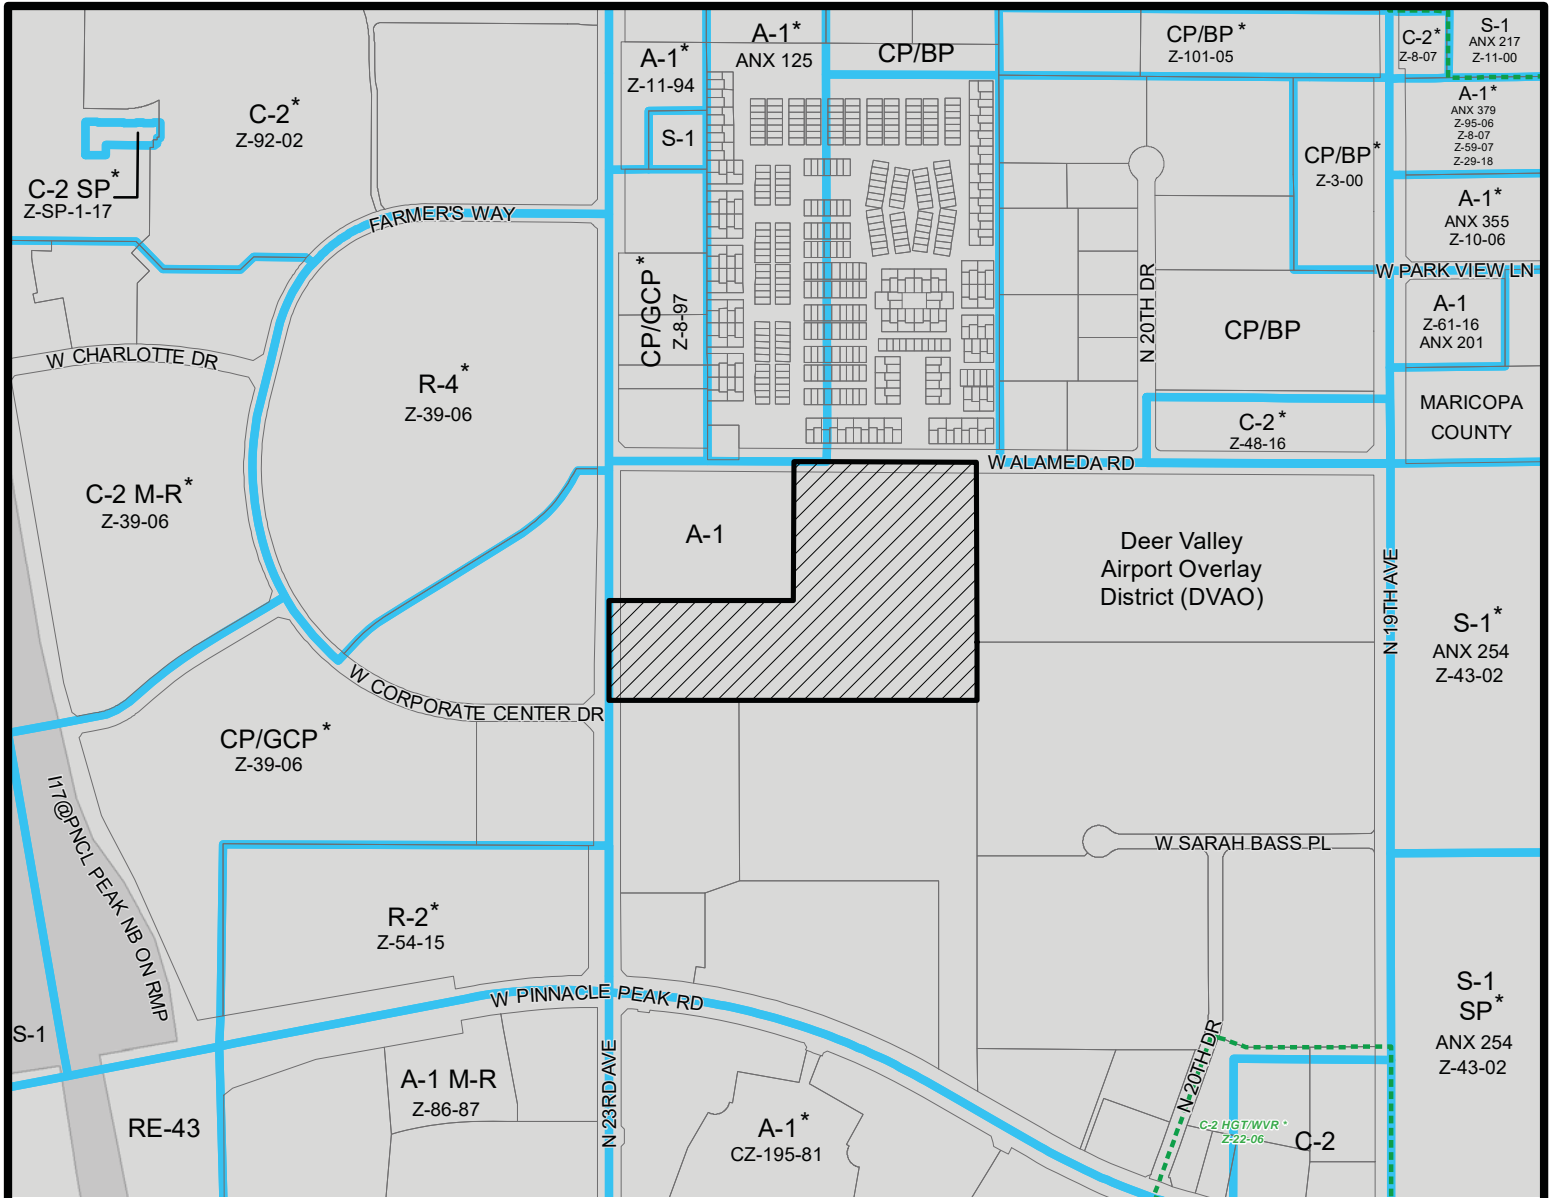 A-1*
Z-11-94
A-1*
ANX 125
CP/BP
CP/BP*
Z-101-05
C-2*
Z-8-07
S-1
ANX 217
Z-11-00
C-2*
Z-92-02
S-1
A-1*
ANX 379
Z-95-06
Z-8-07
Z-59-07
Z-29-18
CP/BP*
Z-3-00
C-2 SP*
Z-SP-1-17
A-1*
ANX 355
Z-10-06
FARMER'S WAY
W PARK VIEW LN
CP/GCP*
Z-8-97
N 20TH DR
CP/BP
A-1
Z-61-16
ANX 201
W CHARLOTTE DR
R-4*
Z-39-06
C-2*
Z-48-16
MARICOPA
COUNTY
W ALAMEDA RD
C-2 M-R*
Z-39-06
A-1
Deer Valley
Airport Overlay
District (DVAO)
N 19TH AVE
S-1*
ANX 254
Z-43-02
W CORPORATE CENTER DR
CP/GCP*
Z-39-06
I17@PNCL PEAK NB ON RMP
W SARAH BASS PL
R-2*
Z-54-15
W PINNACLE PEAK RD
S-1
SP*
ANX 254
Z-43-02
S-1
N 20TH DR
N 23RD AVE
A-1 M-R
Z-86-87
RE-43
A-1*
CZ-195-81
C-2 HGT/WVR*
Z-22-06
C-2